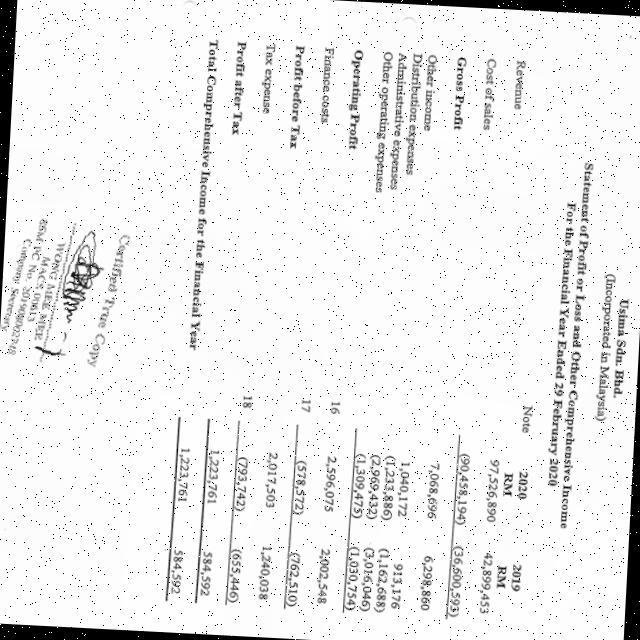 Usima Sdn. Bhd.
(Incorporated in Malaysia)
Statement of Profit or Loss and Other Comprehensive Income
For the Financial Year Ended 29 February 2020
Note 2020 2019
RM RM
Revenue 97,526,890 42,899,453
Cost of sales (90,458,194) (36,600,593)
Gross Profit 7,068,696 6,298,860
Other income 1,040,172 913,176
Distribution expenses (1,233,886) (1,162,688)
Administrative expenses (2,969,432) (3,016,046)
Other operating expenses (1,309,475) (1,030,754)
Operating Profit 16 2,596,075 2,002,548
Finance costs 17 (578,572) (762,510)
Profit before Tax 2,017,503 1,240,038
Tax expense 18 (793,742) (655,446)
Profit after Tax 1,223,761 584,592
Total Comprehensive Income for the Financial Year 1,223,761 584,592
Certified True Copy
WONG
SSM PC No.
Company Secretary